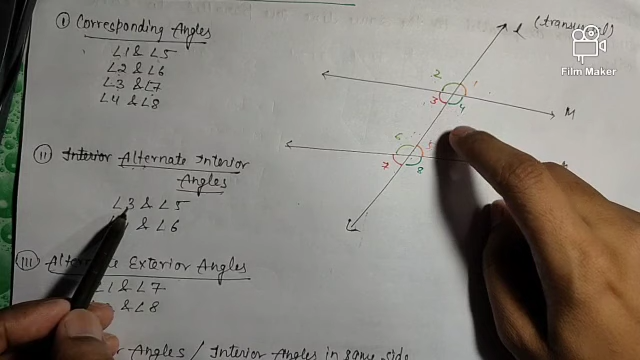 (i) Corresponding Angles
∠1 & ∠5
∠2 & ∠6
∠3 & ∠7
∠4 & ∠8
(ii) Interior Alternate Interior
Angles
∠3 & ∠5
& ∠6
(iii) Alternate Exterior Angles
∠1 & ∠7
& ∠8
Angles / Interior Angles in same side
l (transversal)
Film Maker
2 1
3 4
M
6 5
7 8